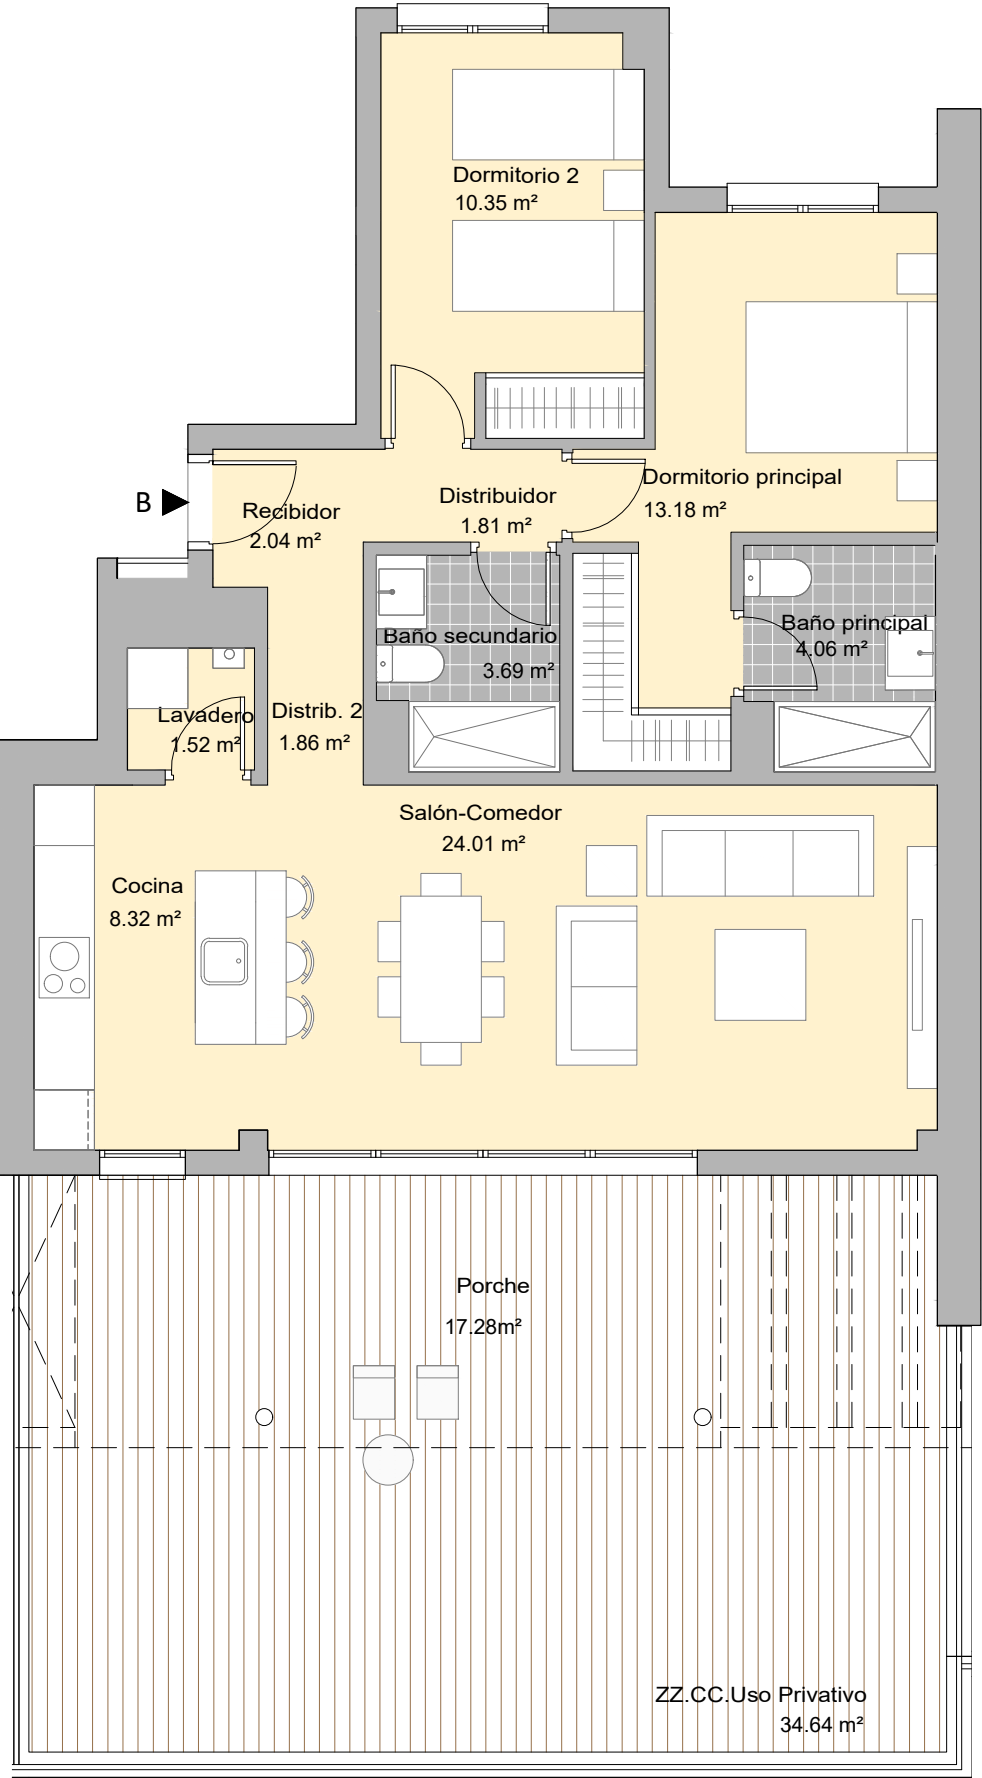 Dormitorio 2
10.35 m²
Dormitorio principal
13.18 m²
B
Recibidor
2.04 m²
Distribuidor
1.81 m²
Baño secundario
3.69 m²
Baño principal
4.06 m²
Lavadero
1.52 m²
Distrib. 2
1.86 m²
Salón-Comedor
24.01 m²
Cocina
8.32 m²
Porche
17.28m²
ZZ.CC.Uso Privativo
34.64 m²